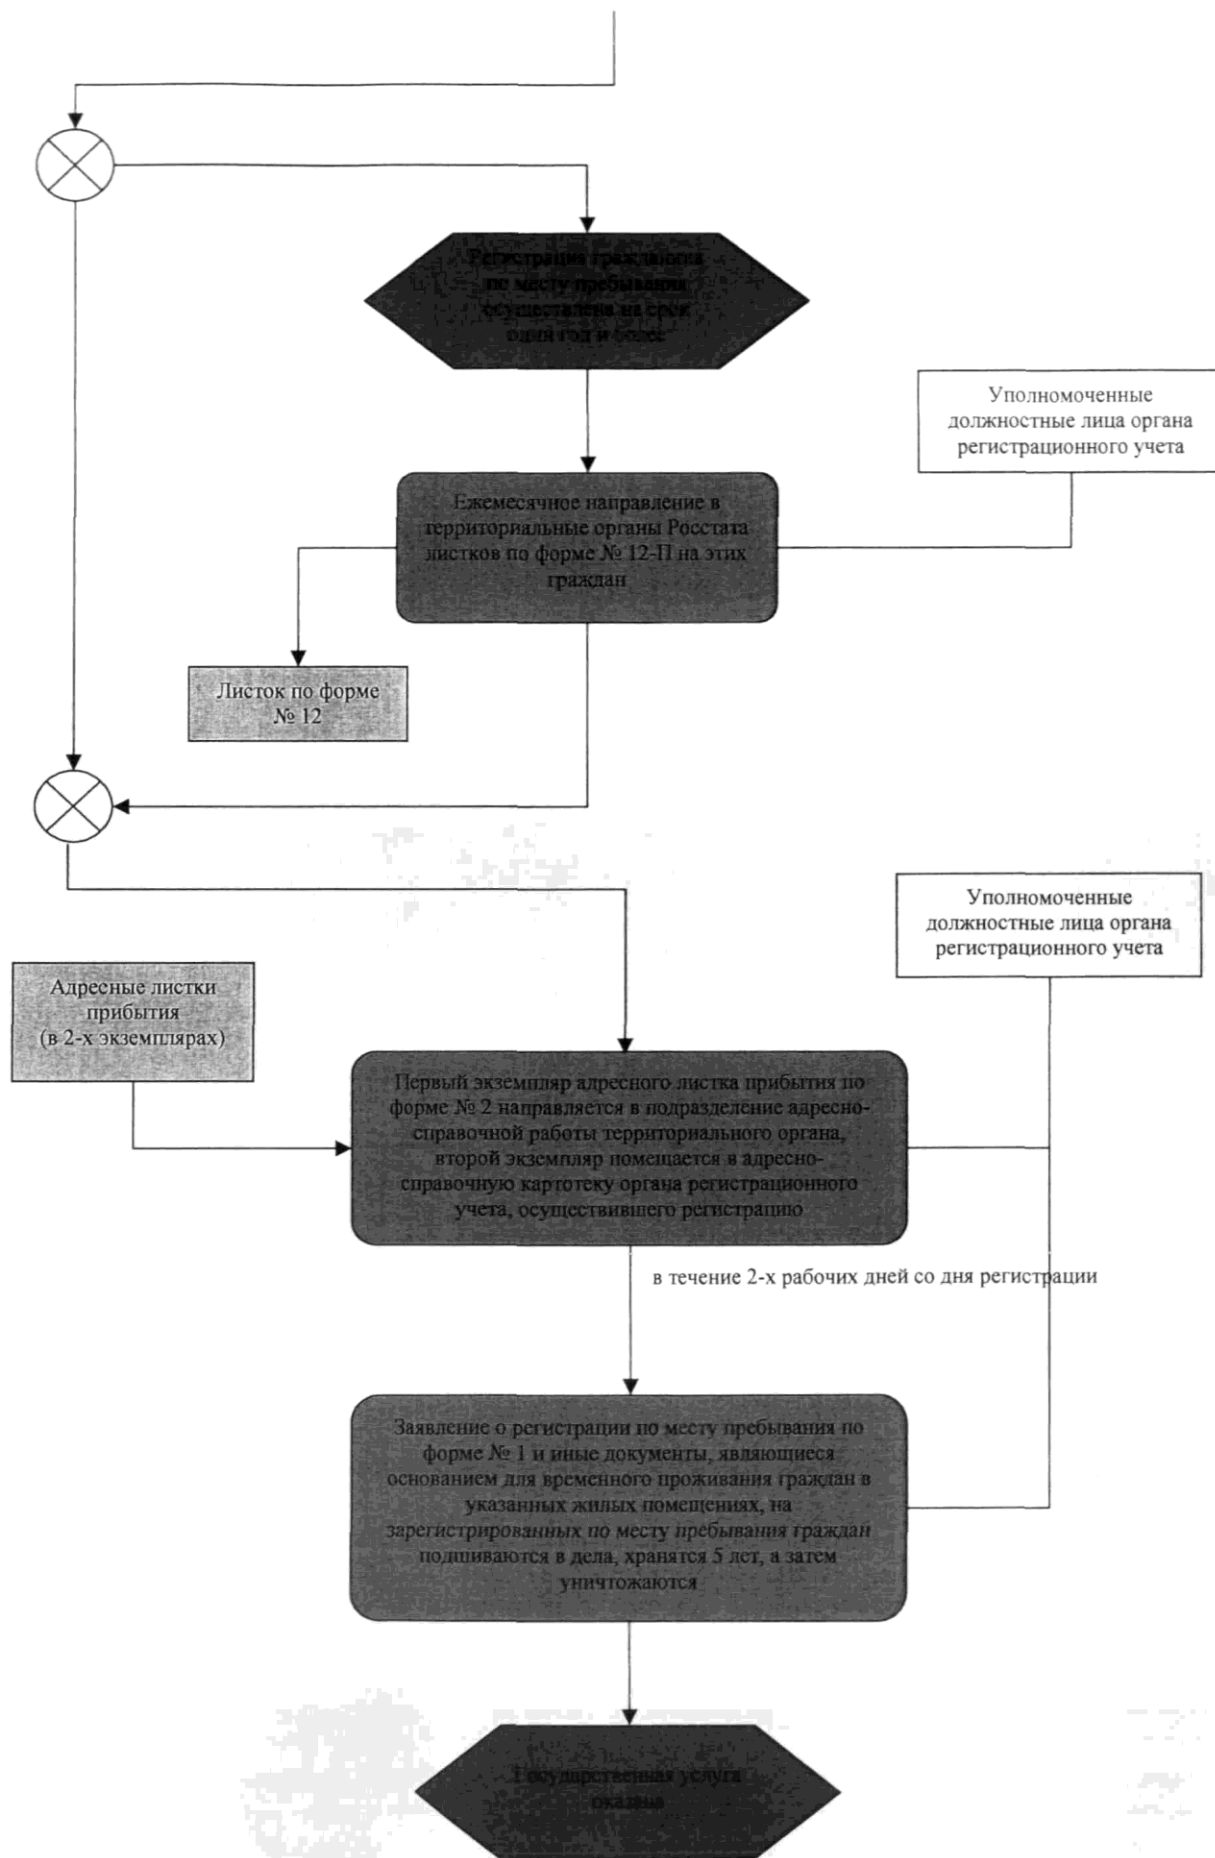 Регистрация гражданина
по месту пребывания
осуществлена на срок
один год и более
Уполномоченные
должностные лица органа
регистрационного учета
Ежемесячное направление в
территориальные органы Росстата
листков по форме № 12-П на этих
граждан
Листок по форме
№ 12
Уполномоченные
должностные лица органа
регистрационного учета
Адресные листки
прибытия
(в 2-х экземплярах)
Первый экземпляр адресного листка прибытия по
форме № 2 направляется в подразделение адресно-
справочной работы территориального органа,
второй экземпляр помещается в адресно-
справочную картотеку органа регистрационного
учета, осуществившего регистрацию
в течение 2-х рабочих дней со дня регистрации
Заявление о регистрации по месту пребывания по
форме № 1 и иные документы, являющиеся
основанием для временного проживания граждан в
указанных жилых помещениях, на
зарегистрированных по месту пребывания граждан
подшиваются в дела, хранятся 5 лет, а затем
уничтожаются
Государственная услуга
оказана